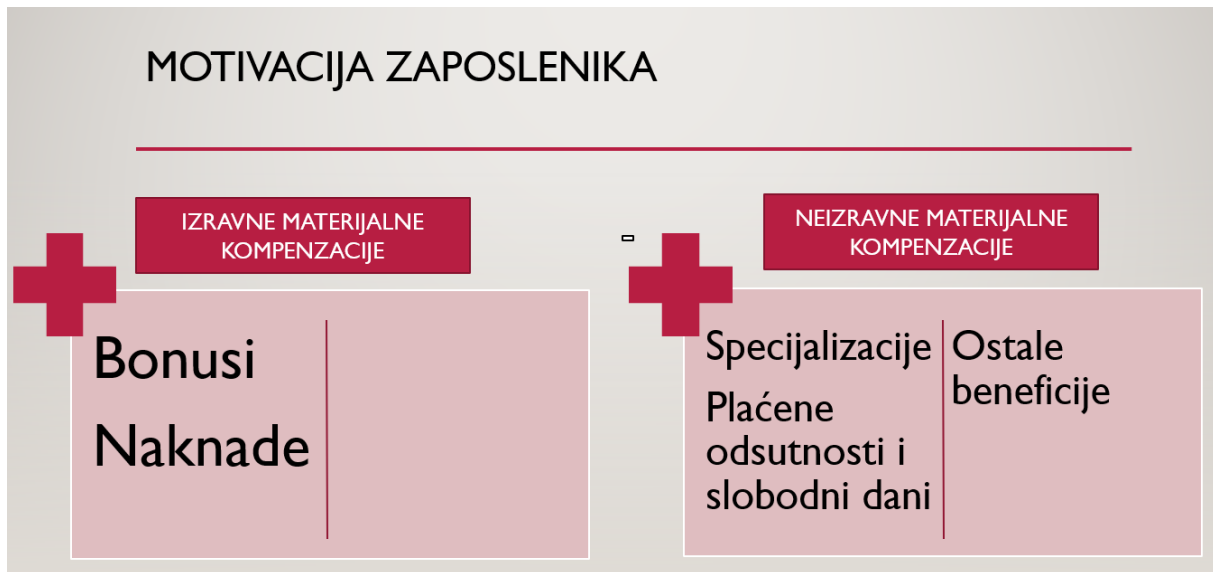 MOTIVACIJA ZAPOSLENIKA
IZRAVNE MATERIJALNE
KOMPENZACIJE
Bonusi
Naknade
-
NEIZRAVNE MATERIJALNE
KOMPENZACIJE
Specijalizacije
Plaćene
odsutnosti i
slobodni dani
Ostale
beneficije